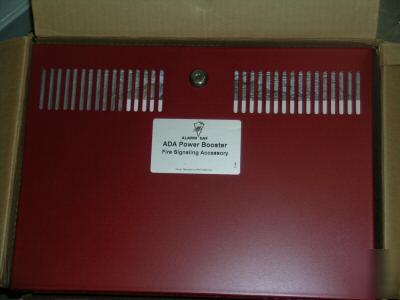 ALARM SAF
ADA Power Booster
Fire Signaling Accessory